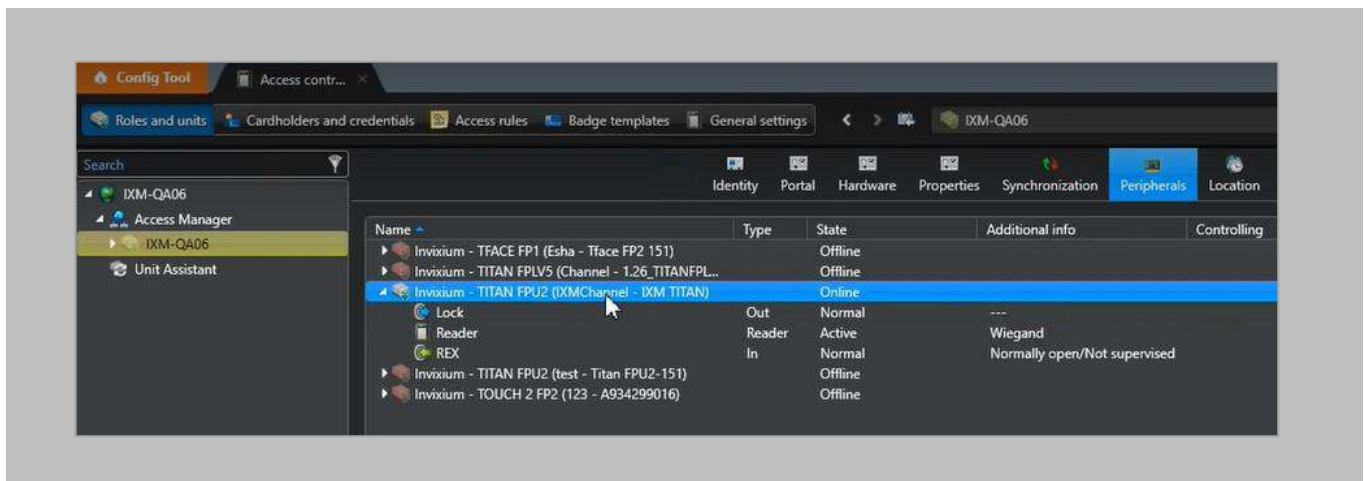 Config Tool Access contr...
Roles and units Cardholders and credentials Access rules Badge templates General settings IXM-QA06
Search
Identity Portal Hardware Properties Synchronization Peripherals Location
IXM-QA06
Access Manager
IXM-QA06
Unit Assistant
Name Type State Additional info Controlling
Invixium - TFACE FP1 (Esha - Tface FP2 151) Offline
Invixium - TITAN FPLV5 (Channel - 1.26_TITANFPL... Offline
Invixium - TITAN FPU2 (IXMChannel - IXM TITAN) Online
Lock Out Normal ---
Reader Reader Active Wiegand
REX In Normal Normally open/Not supervised
Invixium - TITAN FPU2 (test - Titan FPU2-151) Offline
Invixium - TOUCH 2 FP2 (123 - A934299016) Offline